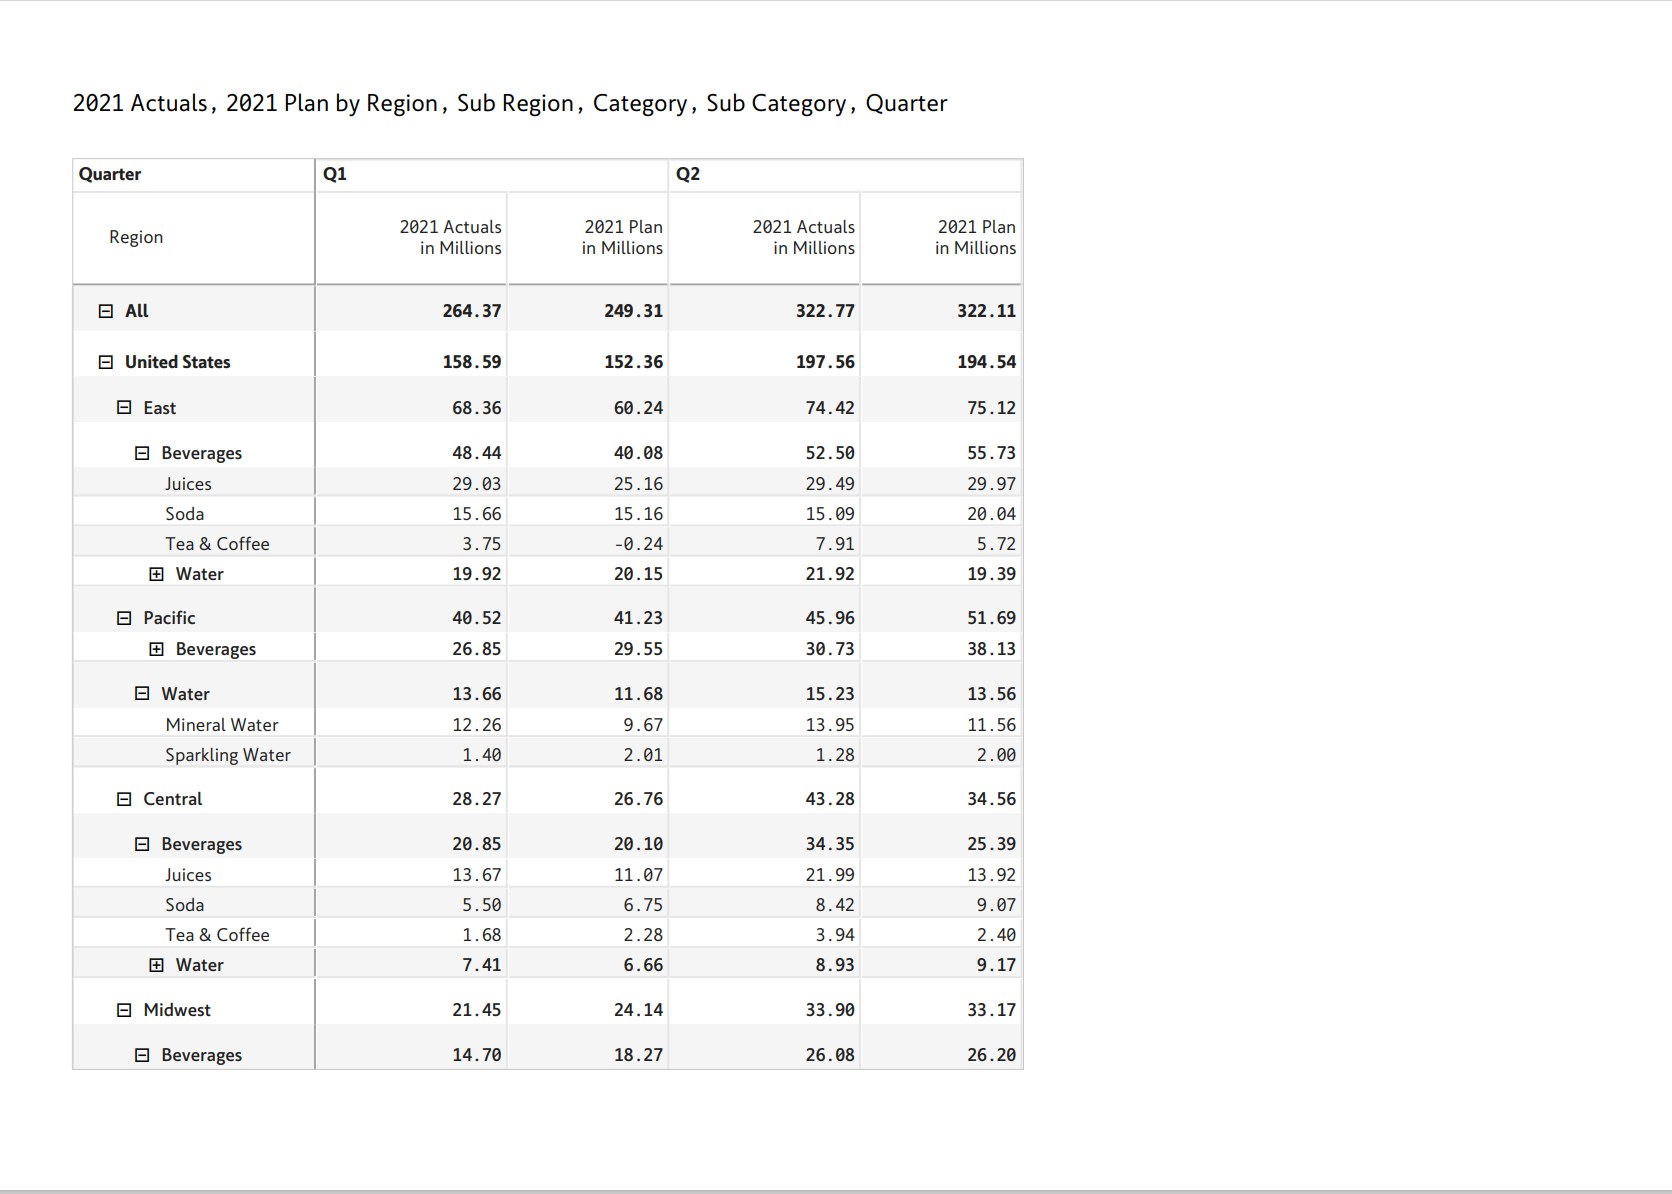 2021 Actuals, 2021 Plan by Region, Sub Region, Category, Sub Category, Quarter
Quarter Q1 Q2
Region 2021 Actuals in Millions 2021 Plan in Millions 2021 Actuals in Millions 2021 Plan in Millions
All 264.37 249.31 322.77 322.11
United States 158.59 152.36 197.56 194.54
East 68.36 60.24 74.42 75.12
Beverages 48.44 40.08 52.50 55.73
Juices 29.03 25.16 29.49 29.97
Soda 15.66 15.16 15.09 20.04
Tea & Coffee 3.75 -0.24 7.91 5.72
Water 19.92 20.15 21.92 19.39
Pacific 40.52 41.23 45.96 51.69
Beverages 26.85 29.55 30.73 38.13
Water 13.66 11.68 15.23 13.56
Mineral Water 12.26 9.67 13.95 11.56
Sparkling Water 1.40 2.01 1.28 2.00
Central 28.27 26.76 43.28 34.56
Beverages 20.85 20.10 34.35 25.39
Juices 13.67 11.07 21.99 13.92
Soda 5.50 6.75 8.42 9.07
Tea & Coffee 1.68 2.28 3.94 2.40
Water 7.41 6.66 8.93 9.17
Midwest 21.45 24.14 33.90 33.17
Beverages 14.70 18.27 26.08 26.20